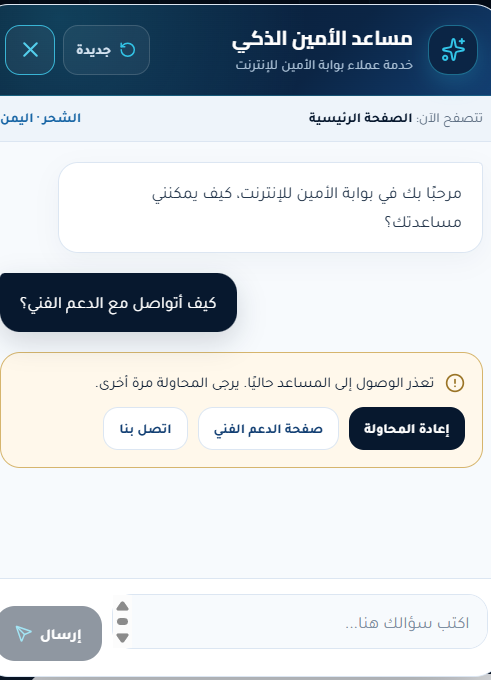 مساعد الأمين الذكي
خدمة عملاء بوابة الأمين للإنترنت
جديدة
تتصفح الآن: الصفحة الرئيسية
الشحر · اليمن
مرحبًا بك في بوابة الأمين للإنترنت، كيف يمكنني
مساعدتك؟
كيف أتواصل مع الدعم الفني؟
تعذر الوصول إلى المساعد حاليًا. يرجى المحاولة مرة أخرى.
إعادة المحاولة
صفحة الدعم الفني
اتصل بنا
اكتب سؤالك هنا...
إرسال